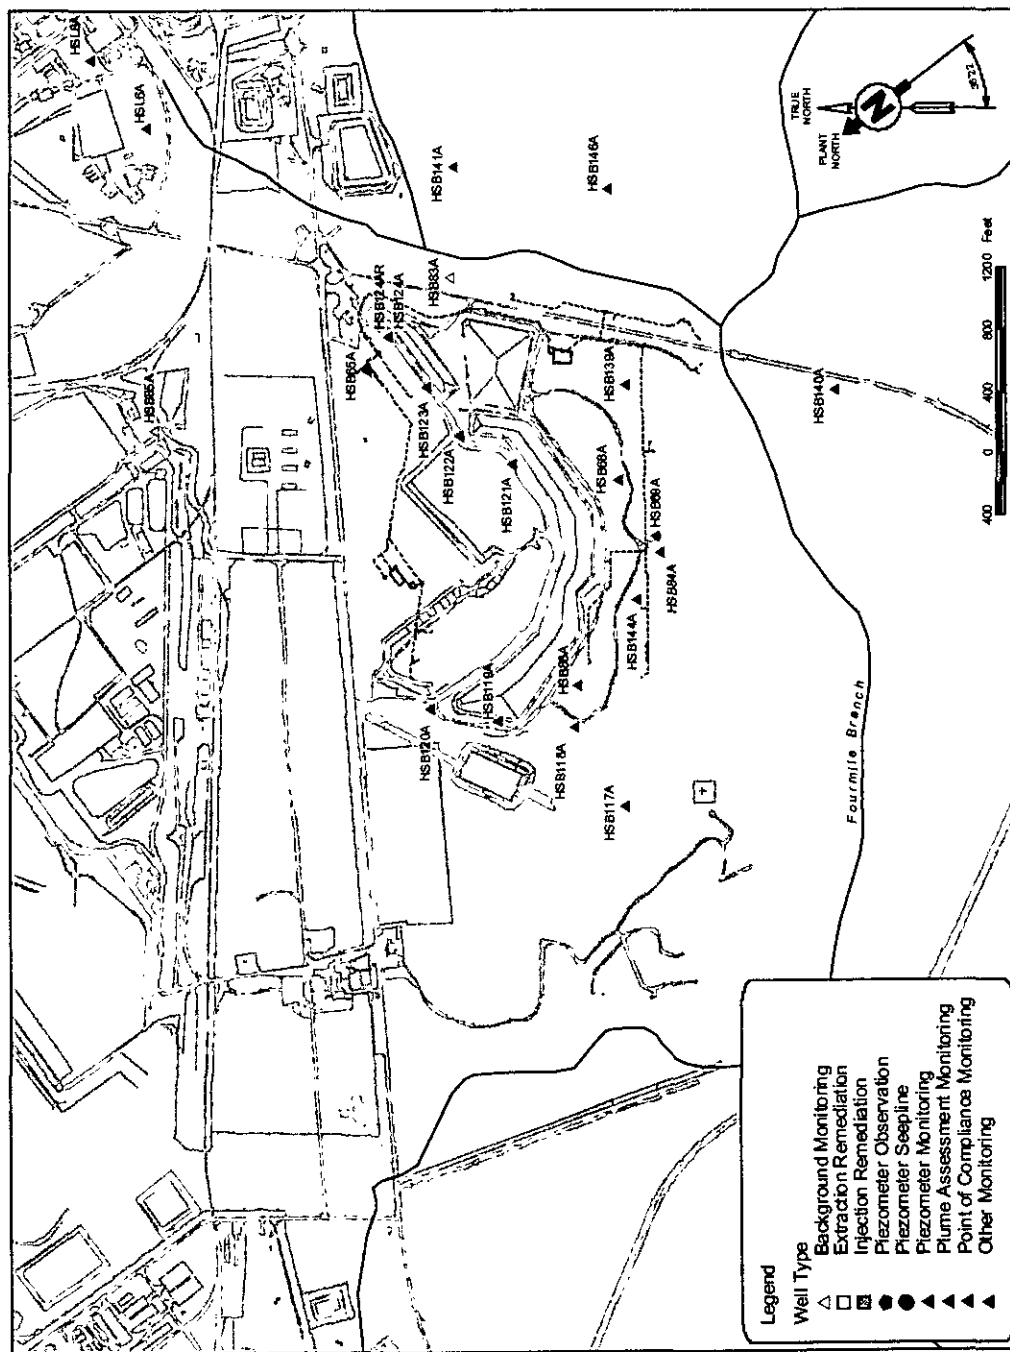 HSL8A
HSL6A
HSB85A
HSB65A
HSB124AR
HSB124A
HSB83A
HSB141A
HSB146A
HSB123A
HSB122A
HSB121A
HSB139A
HSB140A
HSB68A
HSB69A
HSB84A
HSB144A
HSB86A
HSB119A
HSB120A
HSB118A
HSB117A
Fourmile Branch
TRUE
NORTH
PLANT
NORTH
N
400 0 400 800 1200 Feet
Legend
Well Type
Background Monitoring
Extraction Remediation
Injection Remediation
Piezometer Observation
Piezometer Seepline
Piezometer Monitoring
Plume Assessment Monitoring
Point of Compliance Monitoring
Other Monitoring